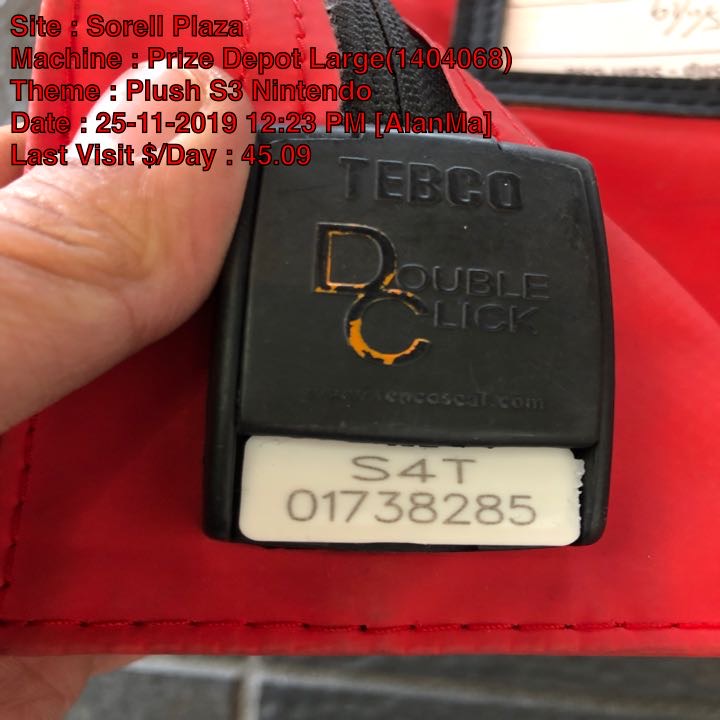 Site : Sorell Plaza
Machine : Prize Depot Large(1404068)
Theme : Plush S3 Nintendo
Date : 25-11-2019 12:23 PM [AlanMa]
Last Visit $/Day : 45.09
TEBCO
DOUBLE
CLICK
S4T
01738285